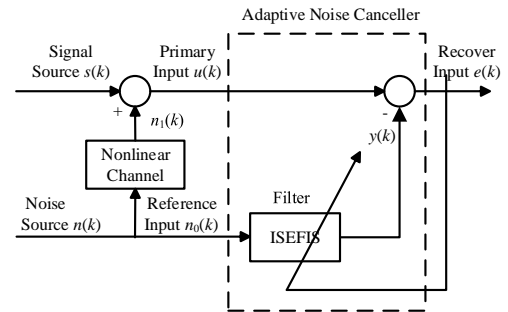 Adaptive Noise Canceller
Signal
Source s(k)
Primary
Input u(k)
Recover
Input e(k)
+
-
n₁(k)
y(k)
Nonlinear
Channel
Noise
Source n(k)
Reference
Input n₀(k)
Filter
ISEFIS